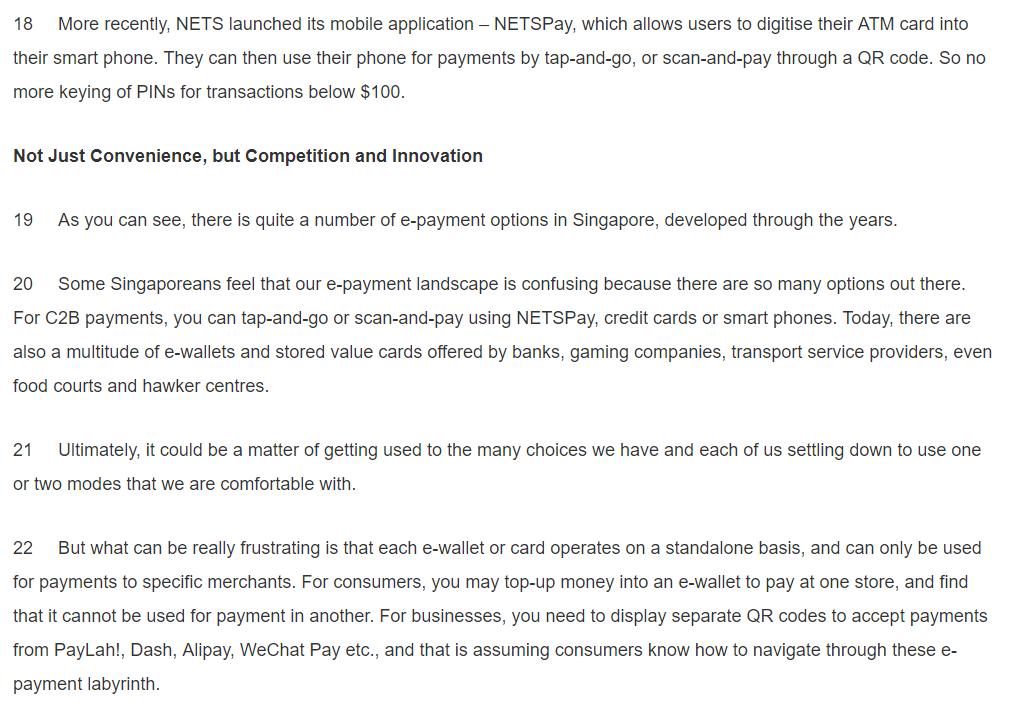 18 More recently, NETS launched its mobile application – NETSPay, which allows users to digitise their ATM card into
their smart phone. They can then use their phone for payments by tap-and-go, or scan-and-pay through a QR code. So no
more keying of PINs for transactions below $100.
Not Just Convenience, but Competition and Innovation
19 As you can see, there is quite a number of e-payment options in Singapore, developed through the years.
20 Some Singaporeans feel that our e-payment landscape is confusing because there are so many options out there.
For C2B payments, you can tap-and-go or scan-and-pay using NETSPay, credit cards or smart phones. Today, there are
also a multitude of e-wallets and stored value cards offered by banks, gaming companies, transport service providers, even
food courts and hawker centres.
21 Ultimately, it could be a matter of getting used to the many choices we have and each of us settling down to use one
or two modes that we are comfortable with.
22 But what can be really frustrating is that each e-wallet or card operates on a standalone basis, and can only be used
for payments to specific merchants. For consumers, you may top-up money into an e-wallet to pay at one store, and find
that it cannot be used for payment in another. For businesses, you need to display separate QR codes to accept payments
from PayLah!, Dash, Alipay, WeChat Pay etc., and that is assuming consumers know how to navigate through these e-
payment labyrinth.